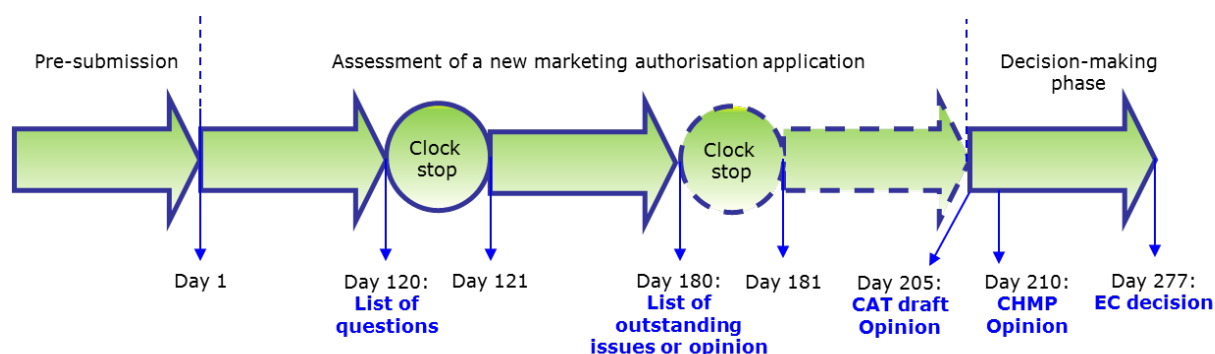 Pre-submission
Assessment of a new marketing authorisation application
Decision-making
phase
Clock
stop
Clock
stop
Day 1
Day 120:
List of
questions
Day 121
Day 180:
List of
outstanding
issues or opinion
Day 181
Day 205:
CAT draft
Opinion
Day 210:
CHMP
Opinion
Day 277:
EC decision